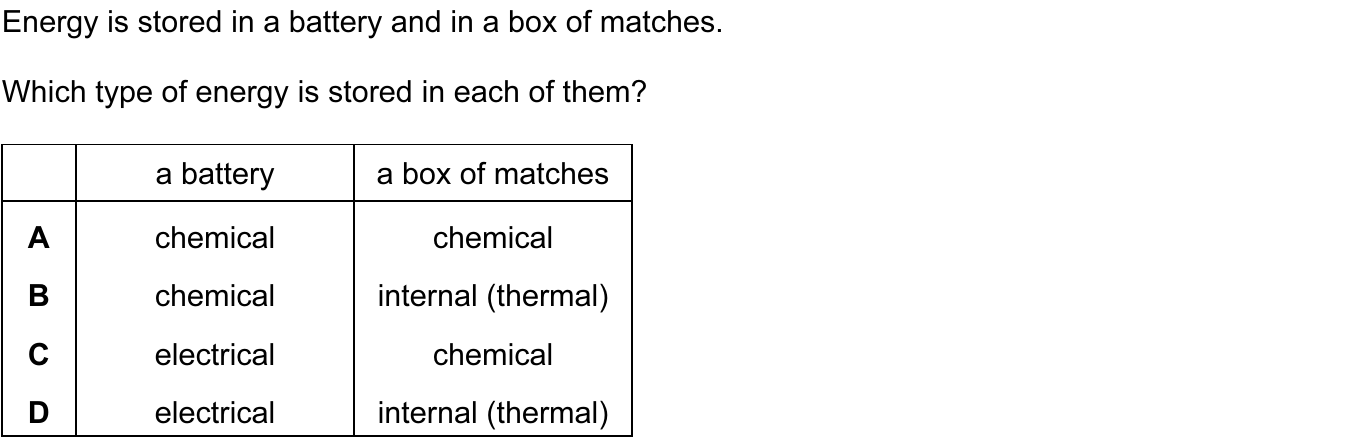 Energy is stored in a battery and in a box of matches.
Which type of energy is stored in each of them?
a battery a box of matches
A chemical chemical
B chemical internal (thermal)
C electrical chemical
D electrical internal (thermal)